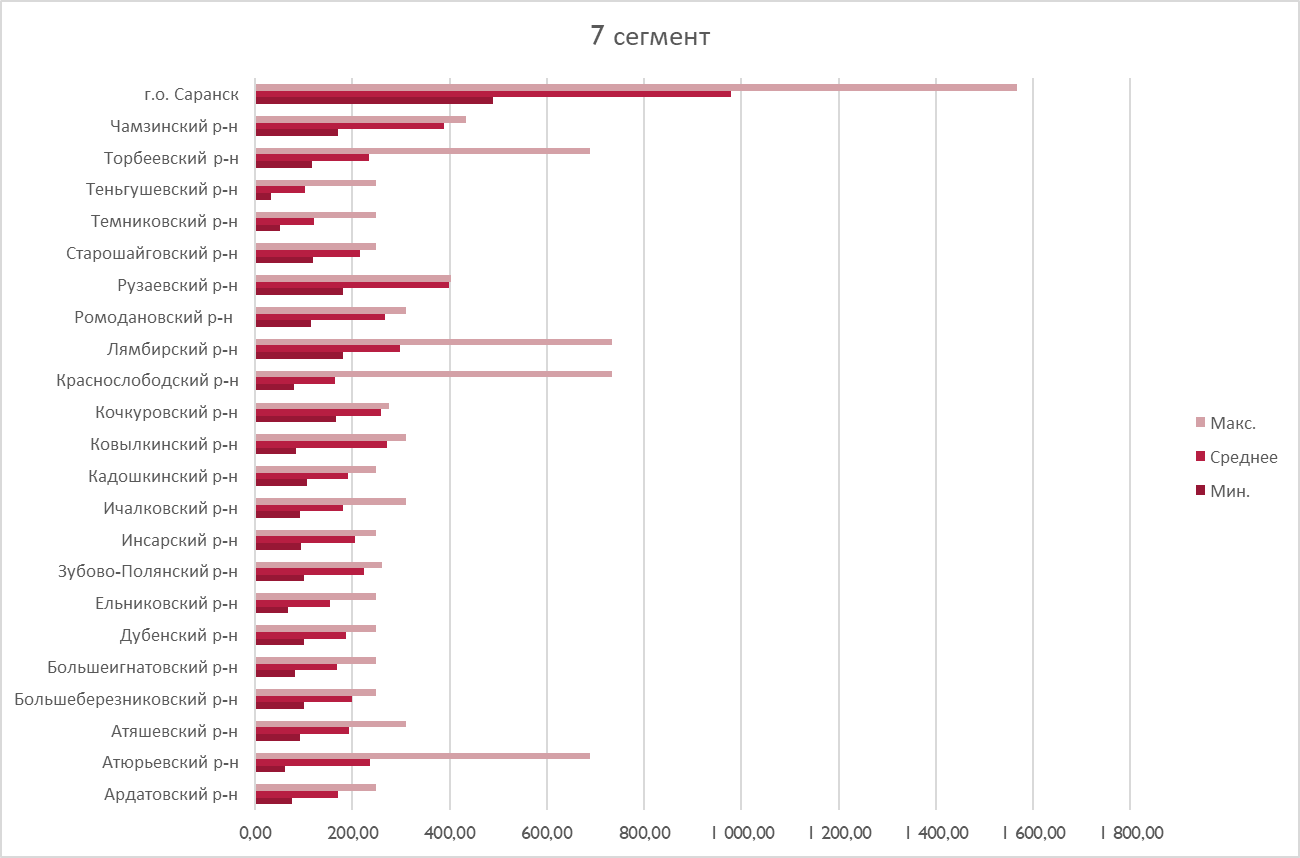 7 сегмент
г.о. Саранск
Чамзинский р-н
Торбеевский р-н
Теньгушевский р-н
Темниковский р-н
Старошайговский р-н
Рузаевский р-н
Ромодановский р-н
Лямбирский р-н
Краснослободский р-н
Кочкуровский р-н
Ковылкинский р-н
Кадошкинский р-н
Ичалковский р-н
Инсарский р-н
Зубово-Полянский р-н
Ельниковский р-н
Дубенский р-н
Большеигнатовский р-н
Большеберезниковский р-н
Атяшевский р-н
Атюрьевский р-н
Ардатовский р-н
0,00 200,00 400,00 600,00 800,00 1 000,00 1 200,00 1 400,00 1 600,00 1 800,00
Макс.
Среднее
Мин.